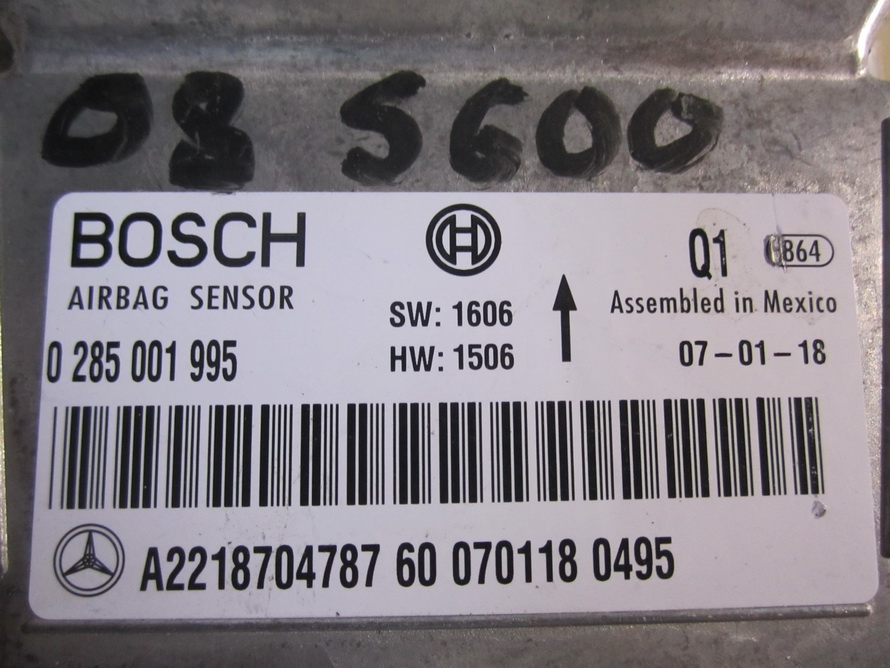 08 S600
BOSCH
Q1 B64
AIRBAG SENSOR
SW: 1606
Assembled in Mexico
0 285 001 995
HW: 1506
07-01-18
A2218704787 60 070118 0495